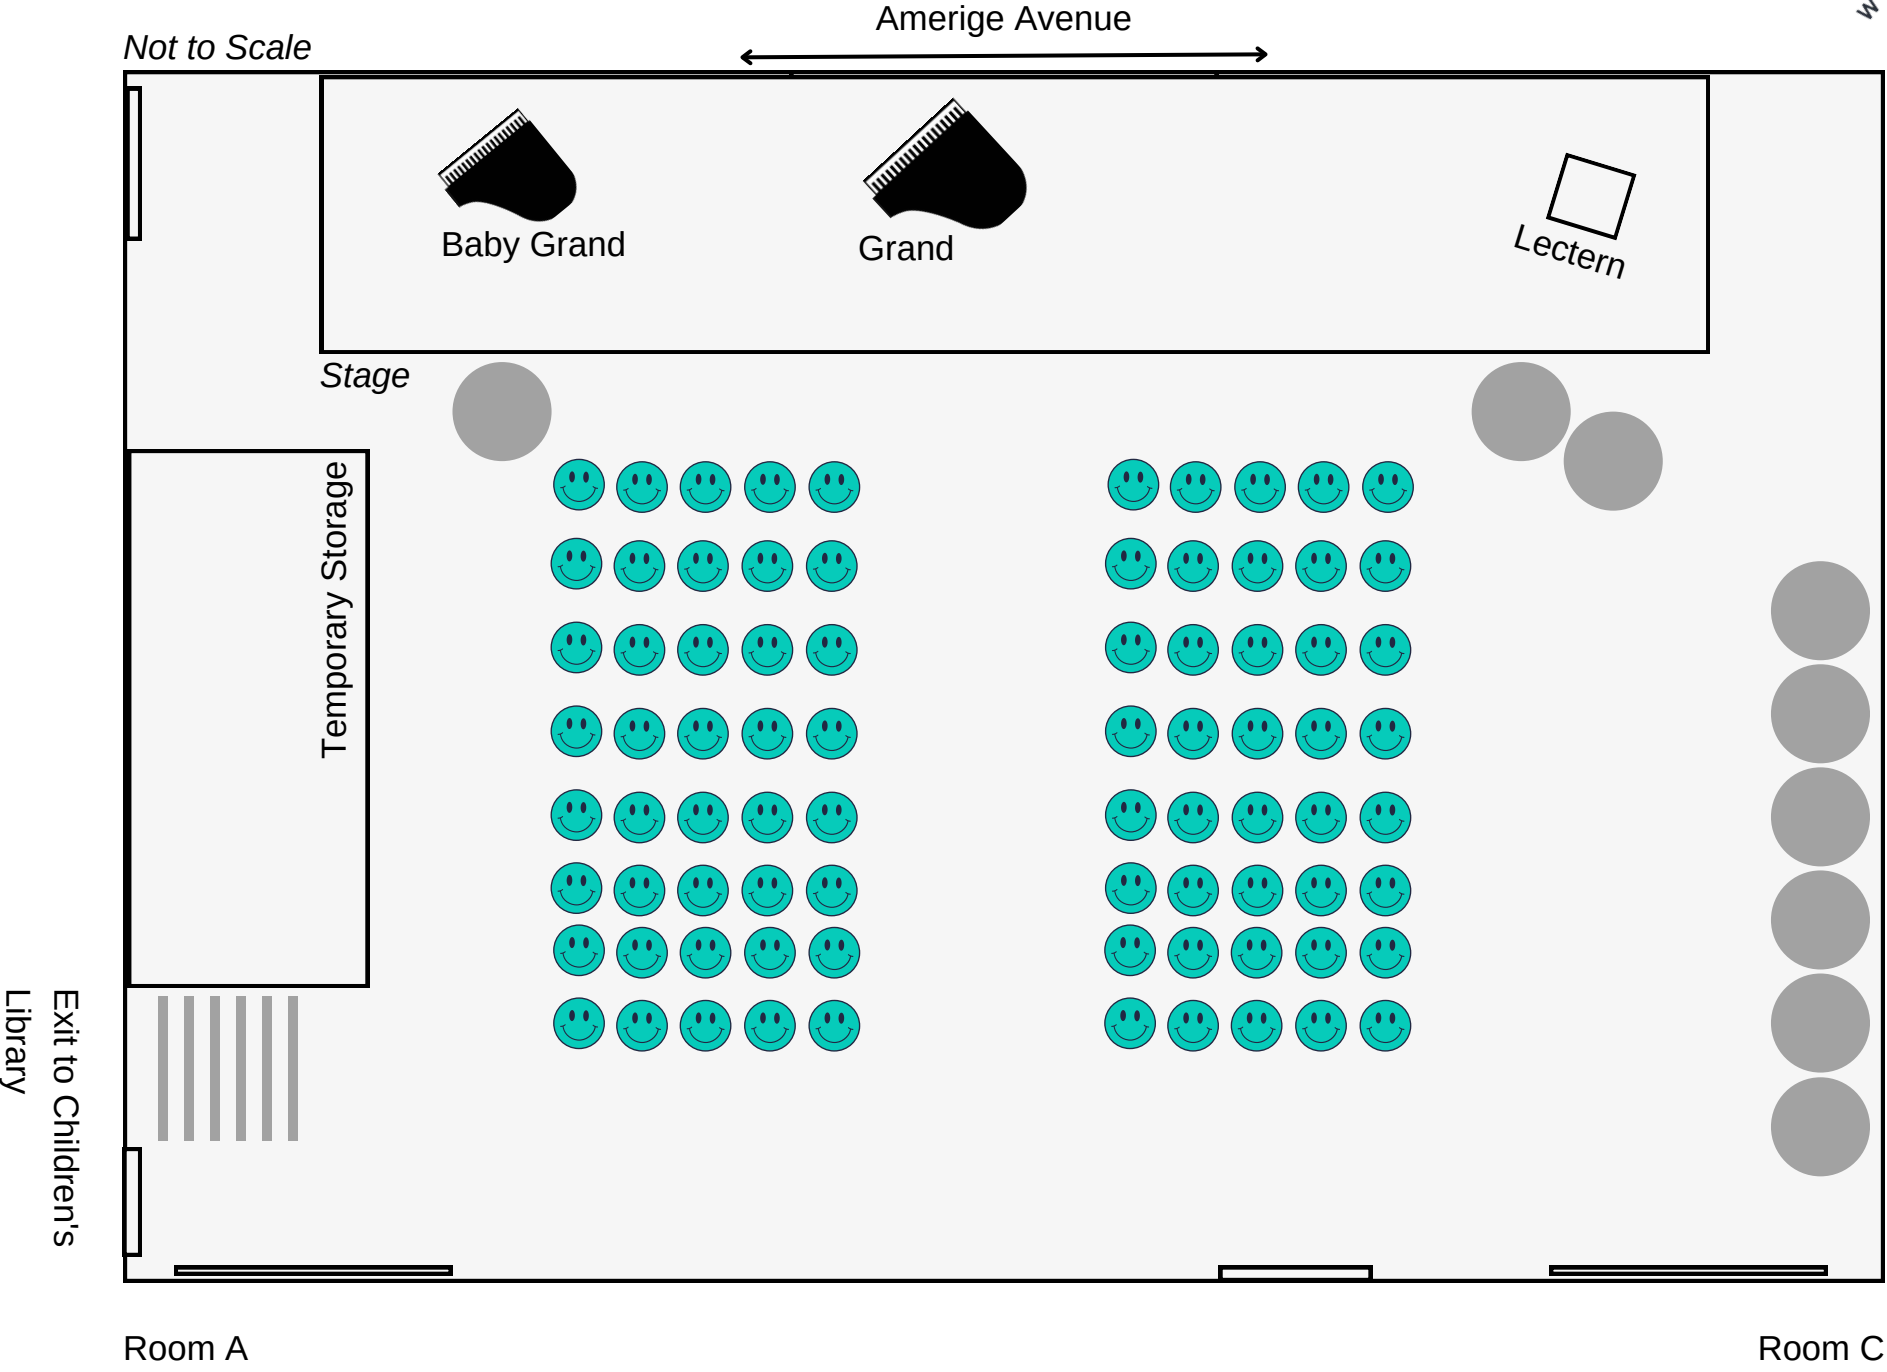 Amerige Avenue
Not to Scale
Baby Grand
Grand
Lectern
Stage
Temporary Storage
Exit to Children's
Library
Room A
Room C